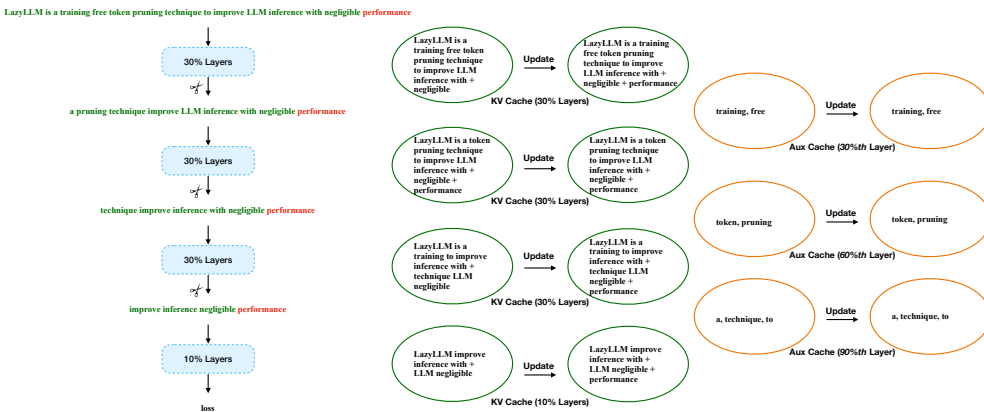 LazyLLM is a training free token pruning technique to improve LLM inference with negligible performance
30% Layers
a pruning technique improve LLM inference with negligible performance
30% Layers
technique improve inference with negligible performance
30% Layers
improve inference negligible performance
10% Layers
loss
LazyLLM is a
training free token
pruning technique
to improve LLM
inference with +
negligible
Update
LazyLLM is a training
free token pruning
technique to improve
LLM inference with +
negligible + performance
KV Cache (30% Layers)
LazyLLM is a token
pruning technique
to improve LLM
inference with +
negligible +
performance
Update
LazyLLM is a token
pruning technique
to improve LLM
inference with +
negligible +
performance
KV Cache (30% Layers)
LazyLLM is a
training to improve
inference with +
technique LLM
negligible
Update
LazyLLM is a
training to improve
inference with +
technique LLM
negligible +
performance
KV Cache (30% Layers)
LazyLLM improve
inference with +
LLM negligible
Update
LazyLLM improve
inference with +
LLM negligible +
performance
KV Cache (10% Layers)
training, free
Update
training, free
Aux Cache (30%th Layer)
token, pruning
Update
token, pruning
Aux Cache (60%th Layer)
a, technique, to
Update
a, technique, to
Aux Cache (90%th Layer)